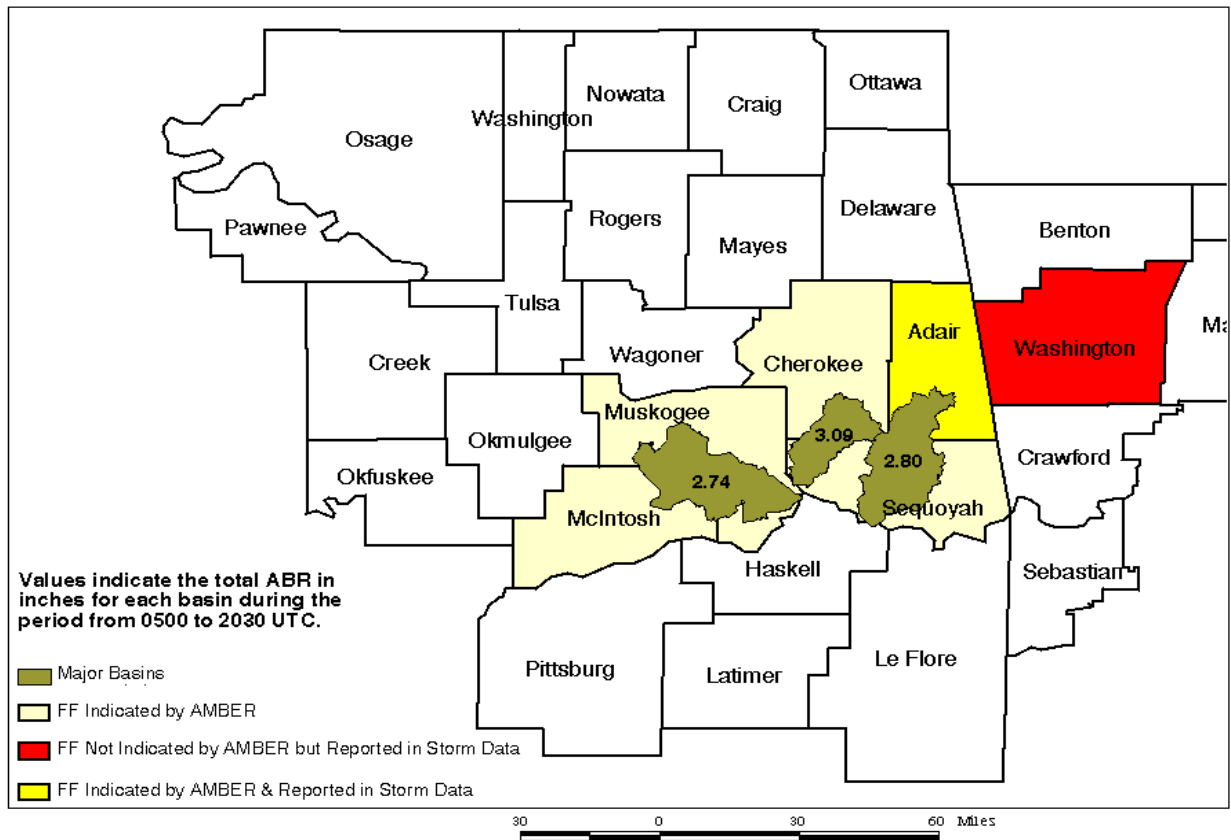 Ottawa
Nowata
Craig
Washington
Osage
Delaware
Rogers
Pawnee
Benton
Mayes
Tulsa
Ma
Adair
Washington
Wagoner
Creek
Cherokee
Muskogee
Okmulgee
3.09
2.80
Crawford
Okfuskee
2.74
Sequoyah
McIntosh
Haskell
Sebastian
Values indicate the total ABR in
inches for each basin during the
period from 0500 to 2030 UTC.
Le Flore
Pittsburg
Latimer
Major Basins
FF Indicated by AMBER
FF Not Indicated by AMBER but Reported in Storm Data
FF Indicated by AMBER & Reported in Storm Data
30 0 30 60 Miles